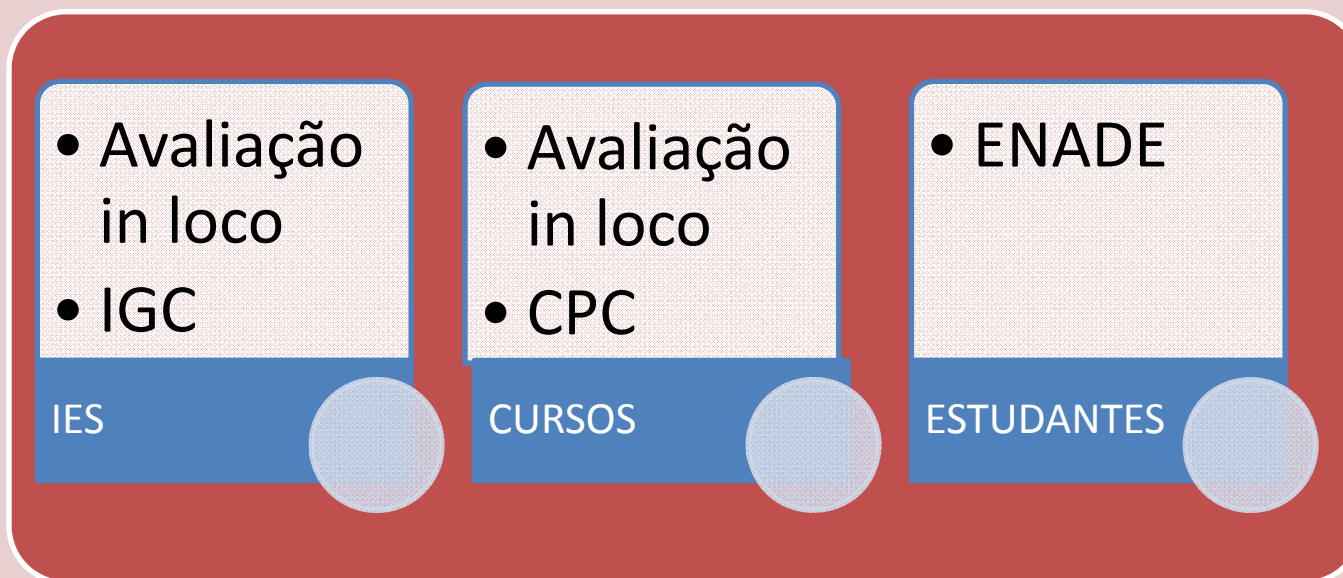 • Avaliação
in loco
• IGC
IES
• Avaliação
in loco
• CPC
CURSOS
• ENADE
ESTUDANTES